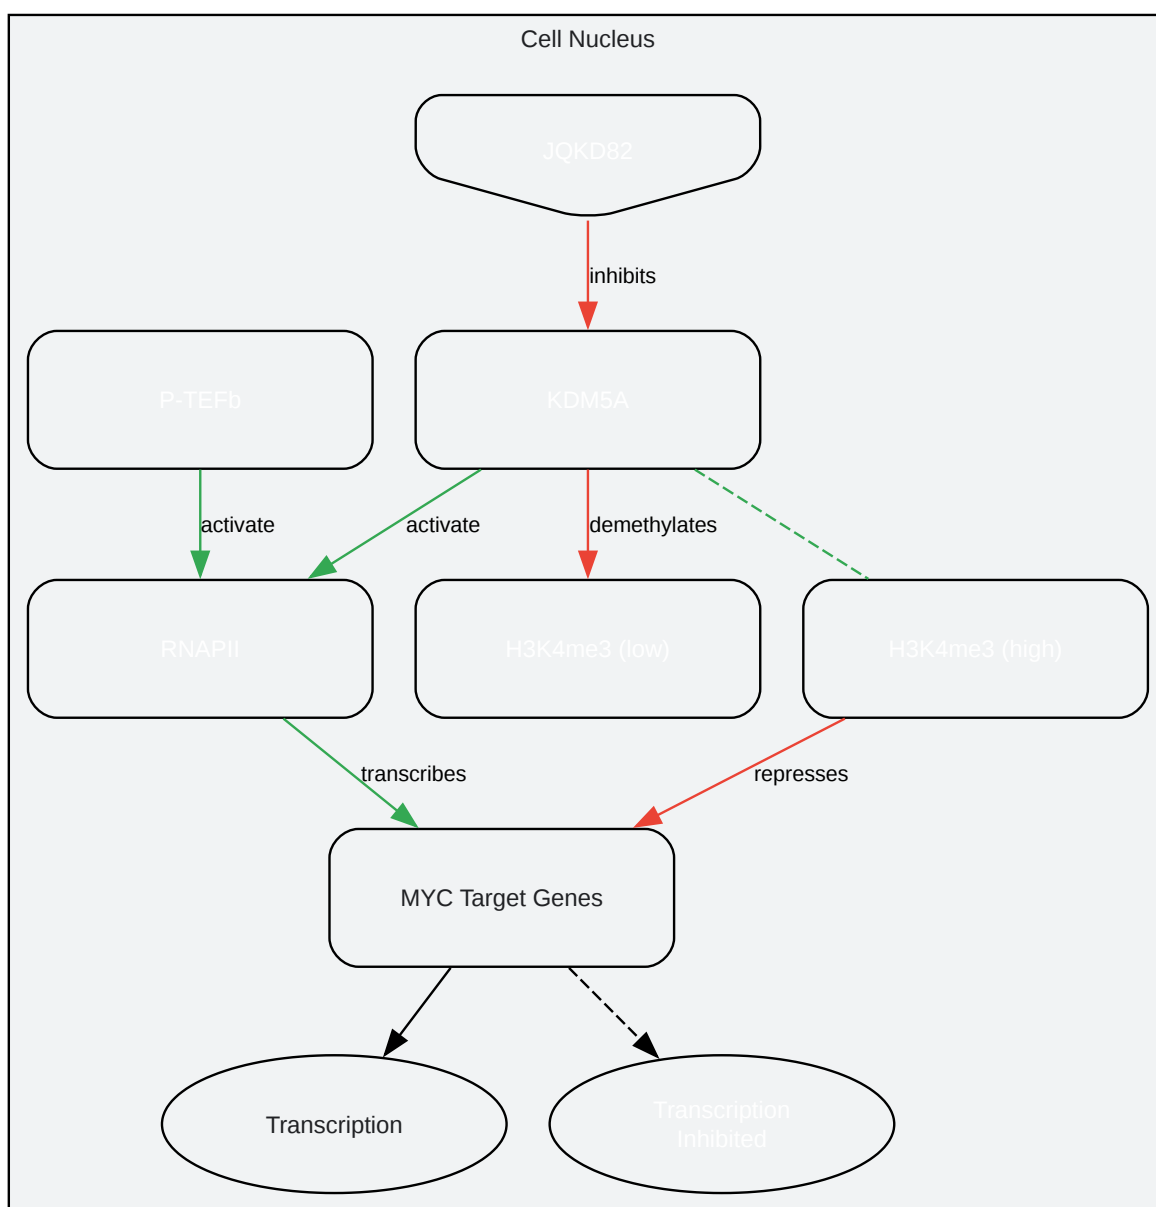 Cell Nucleus
JQKD82
inhibits
P-TEFb
KDM5A
activate
activate
demethylates
RNAPII
H3K4me3 (low)
H3K4me3 (high)
transcribes
represses
MYC Target Genes
Transcription
Transcription
Inhibited